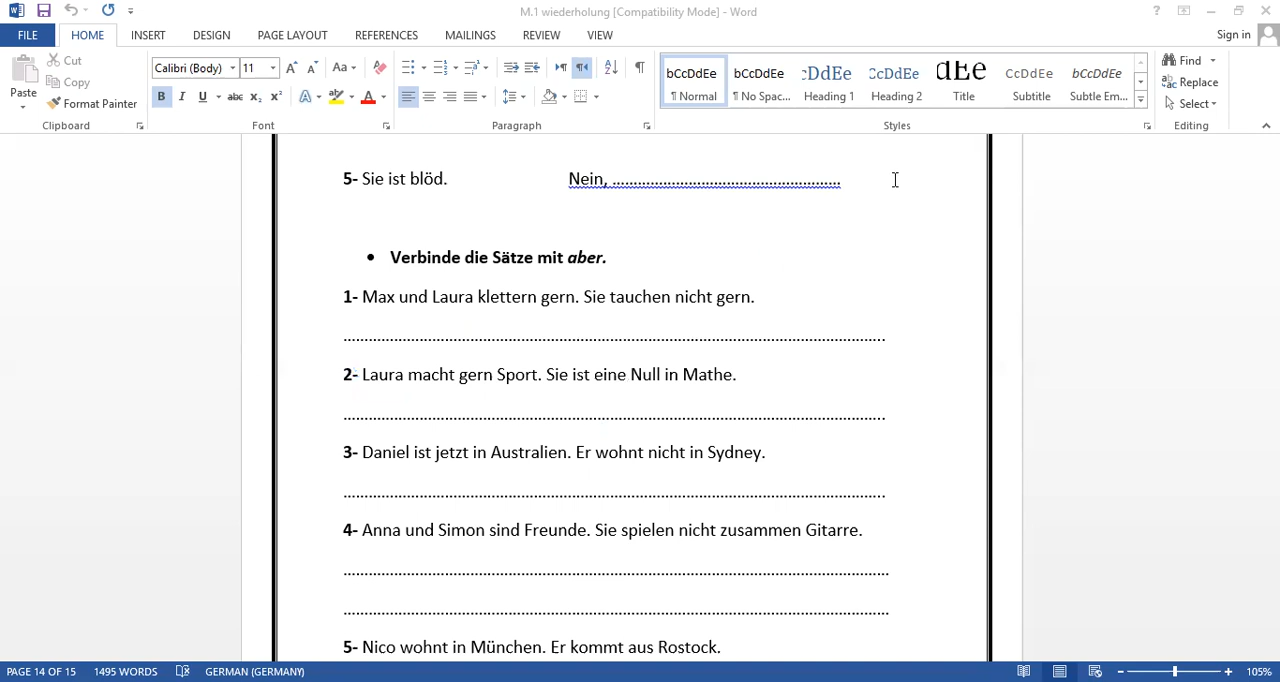 M.1 wiederholung [Compatibility Mode] - Word
FILE HOME INSERT DESIGN PAGE LAYOUT REFERENCES MAILINGS REVIEW VIEW Sign in
Paste Cut Copy Format Painter Clipboard
Calibri (Body) 11 Font
Paragraph
bCcDdEe ¶ Normal
bCcDdEe ¶ No Spac...
Heading 1
CcDdEe Heading 2
Title
CcDdEe Subtitle
bCcDdEe Subtle Em...
Styles
Find
Replace
Select
Editing
5- Sie ist blöd. Nein, ......................................................
• Verbinde die Sätze mit aber.
1- Max und Laura klettern gern. Sie tauchen nicht gern.
................................................................................................................................
2- Laura macht gern Sport. Sie ist eine Null in Mathe.
................................................................................................................................
3- Daniel ist jetzt in Australien. Er wohnt nicht in Sydney.
................................................................................................................................
4- Anna und Simon sind Freunde. Sie spielen nicht zusammen Gitarre.
................................................................................................................................
................................................................................................................................
5- Nico wohnt in München. Er kommt aus Rostock.
PAGE 14 OF 15 1495 WORDS GERMAN (GERMANY) 105%